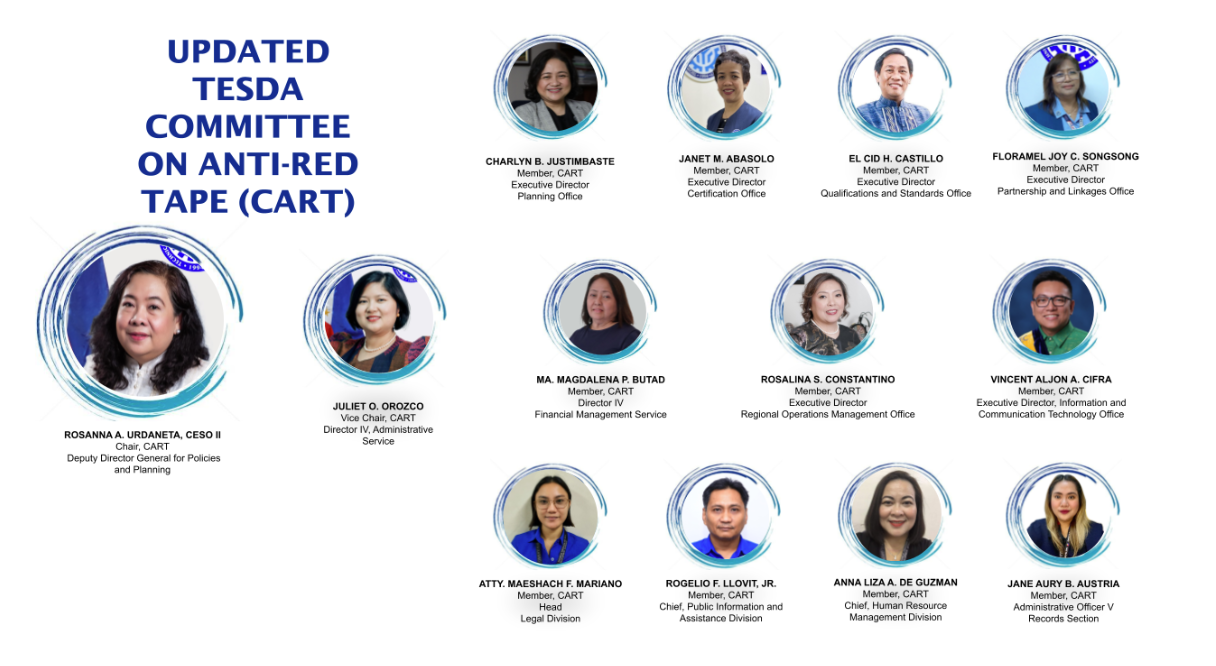 UPDATED
TESDA
COMMITTEE
ON ANTI-RED
TAPE (CART)
ROSANNA A. URDANETA, CESO II
Chair, CART
Deputy Director General for Policies
and Planning
JULIET O. OROZCO
Vice Chair, CART
Director IV, Administrative
Service
CHARLYN B. JUSTIMBASTE
Member, CART
Executive Director
Planning Office
JANET M. ABASOLO
Member, CART
Executive Director
Certification Office
EL CID H. CASTILLO
Member, CART
Executive Director
Qualifications and Standards Office
FLORAMEL JOY C. SONGSONG
Member, CART
Executive Director
Partnership and Linkages Office
MA. MAGDALENA P. BUTAD
Member, CART
Director IV
Financial Management Service
ROSALINA S. CONSTANTINO
Member, CART
Executive Director
Regional Operations Management Office
VINCENT ALJON A. CIFRA
Member, CART
Executive Director, Information and
Communication Technology Office
ATTY. MAESHACH F. MARIANO
Member, CART
Head
Legal Division
ROGELIO F. LLOVIT, JR.
Member, CART
Chief, Public Information and
Assistance Division
ANNA LIZA A. DE GUZMAN
Member, CART
Chief, Human Resource
Management Division
JANE AURY B. AUSTRIA
Member, CART
Administrative Officer V
Records Section